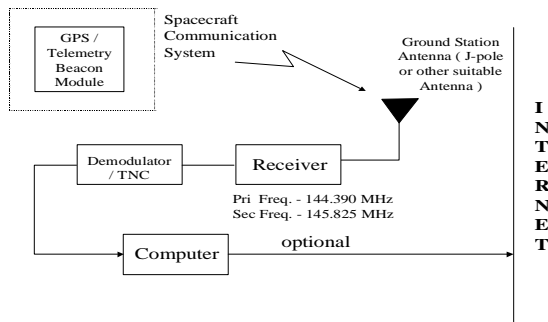 GPS /
Telemetry
Beacon
Module
Spacecraft
Communication
System
Ground Station
Antenna ( J-pole
or other suitable
Antenna )
Demodulator
/ TNC
Receiver
Pri Freq. - 144.390 MHz
Sec Freq. - 145.825 MHz
Computer
optional
INTERNET